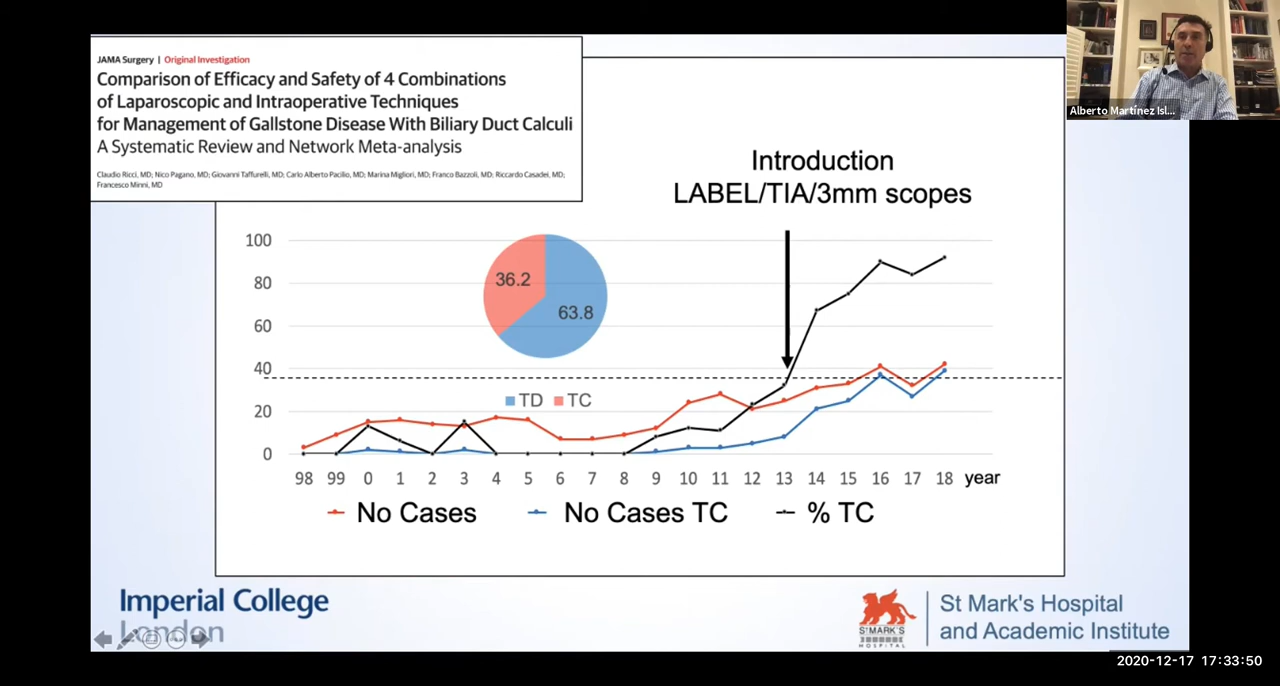 JAMA Surgery | Original Investigation
Comparison of Efficacy and Safety of 4 Combinations
of Laparoscopic and Intraoperative Techniques
for Management of Gallstone Disease With Biliary Duct Calculi
A Systematic Review and Network Meta-analysis
Claudio Ricci, MD; Nico Pagano, MD; Giovanni Taffurelli, MD; Carlo Alberto Pacilio, MD; Marina Migliori, MD; Franco Bazzoli, MD; Riccardo Casadei, MD;
Francesco Minni, MD
Alberto Martínez Isl...
Introduction
LABEL/TIA/3mm scopes
100
80
60
40
20
0
36.2
63.8
TD TC
98 99 0 1 2 3 4 5 6 7 8 9 10 11 12 13 14 15 16 17 18 year
No Cases No Cases TC % TC
Imperial College
London
ST MARK'S
HOSPITAL
St Mark's Hospital
and Academic Institute
2020-12-17 17:33:50